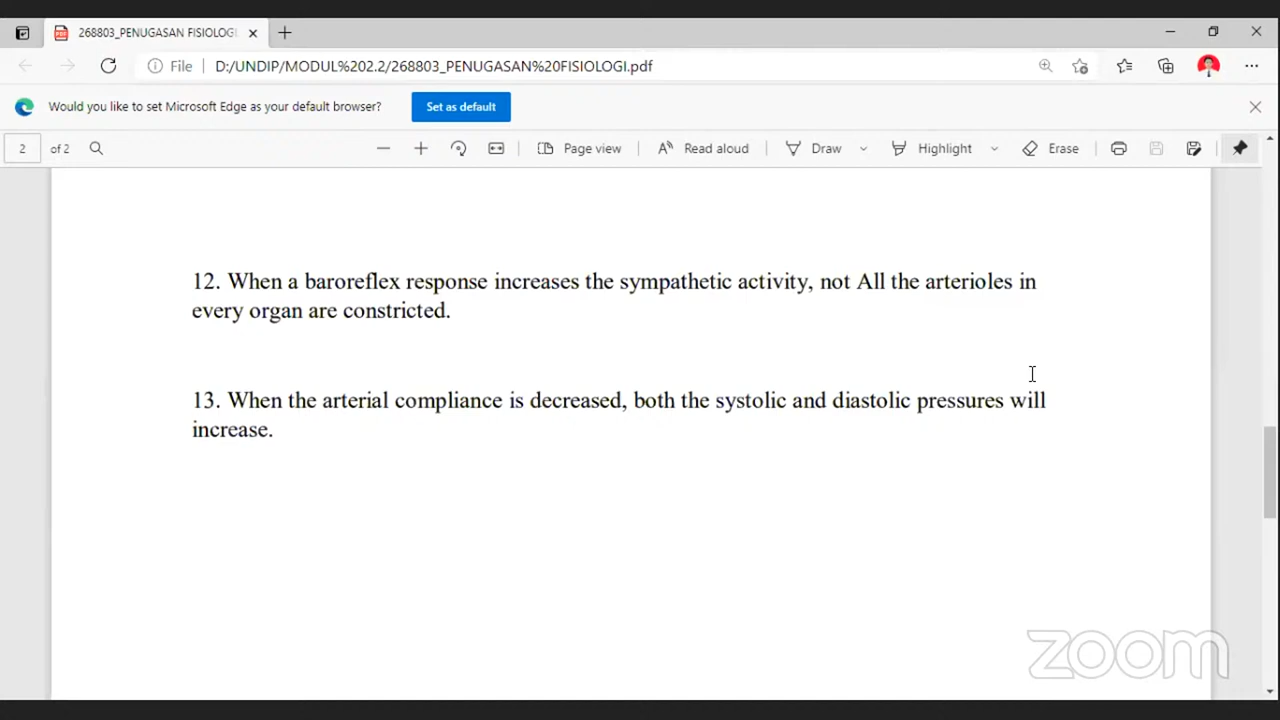 268803_PENUGASAN FISIOLOGI
File D:/UNDIP/MODUL%202.2/268803_PENUGASAN%20FISIOLOGI.pdf
Would you like to set Microsoft Edge as your default browser? Set as default
2 of 2 Page view Read aloud Draw Highlight Erase
12. When a baroreflex response increases the sympathetic activity, not All the arterioles in
every organ are constricted.
13. When the arterial compliance is decreased, both the systolic and diastolic pressures will
increase.
zoom